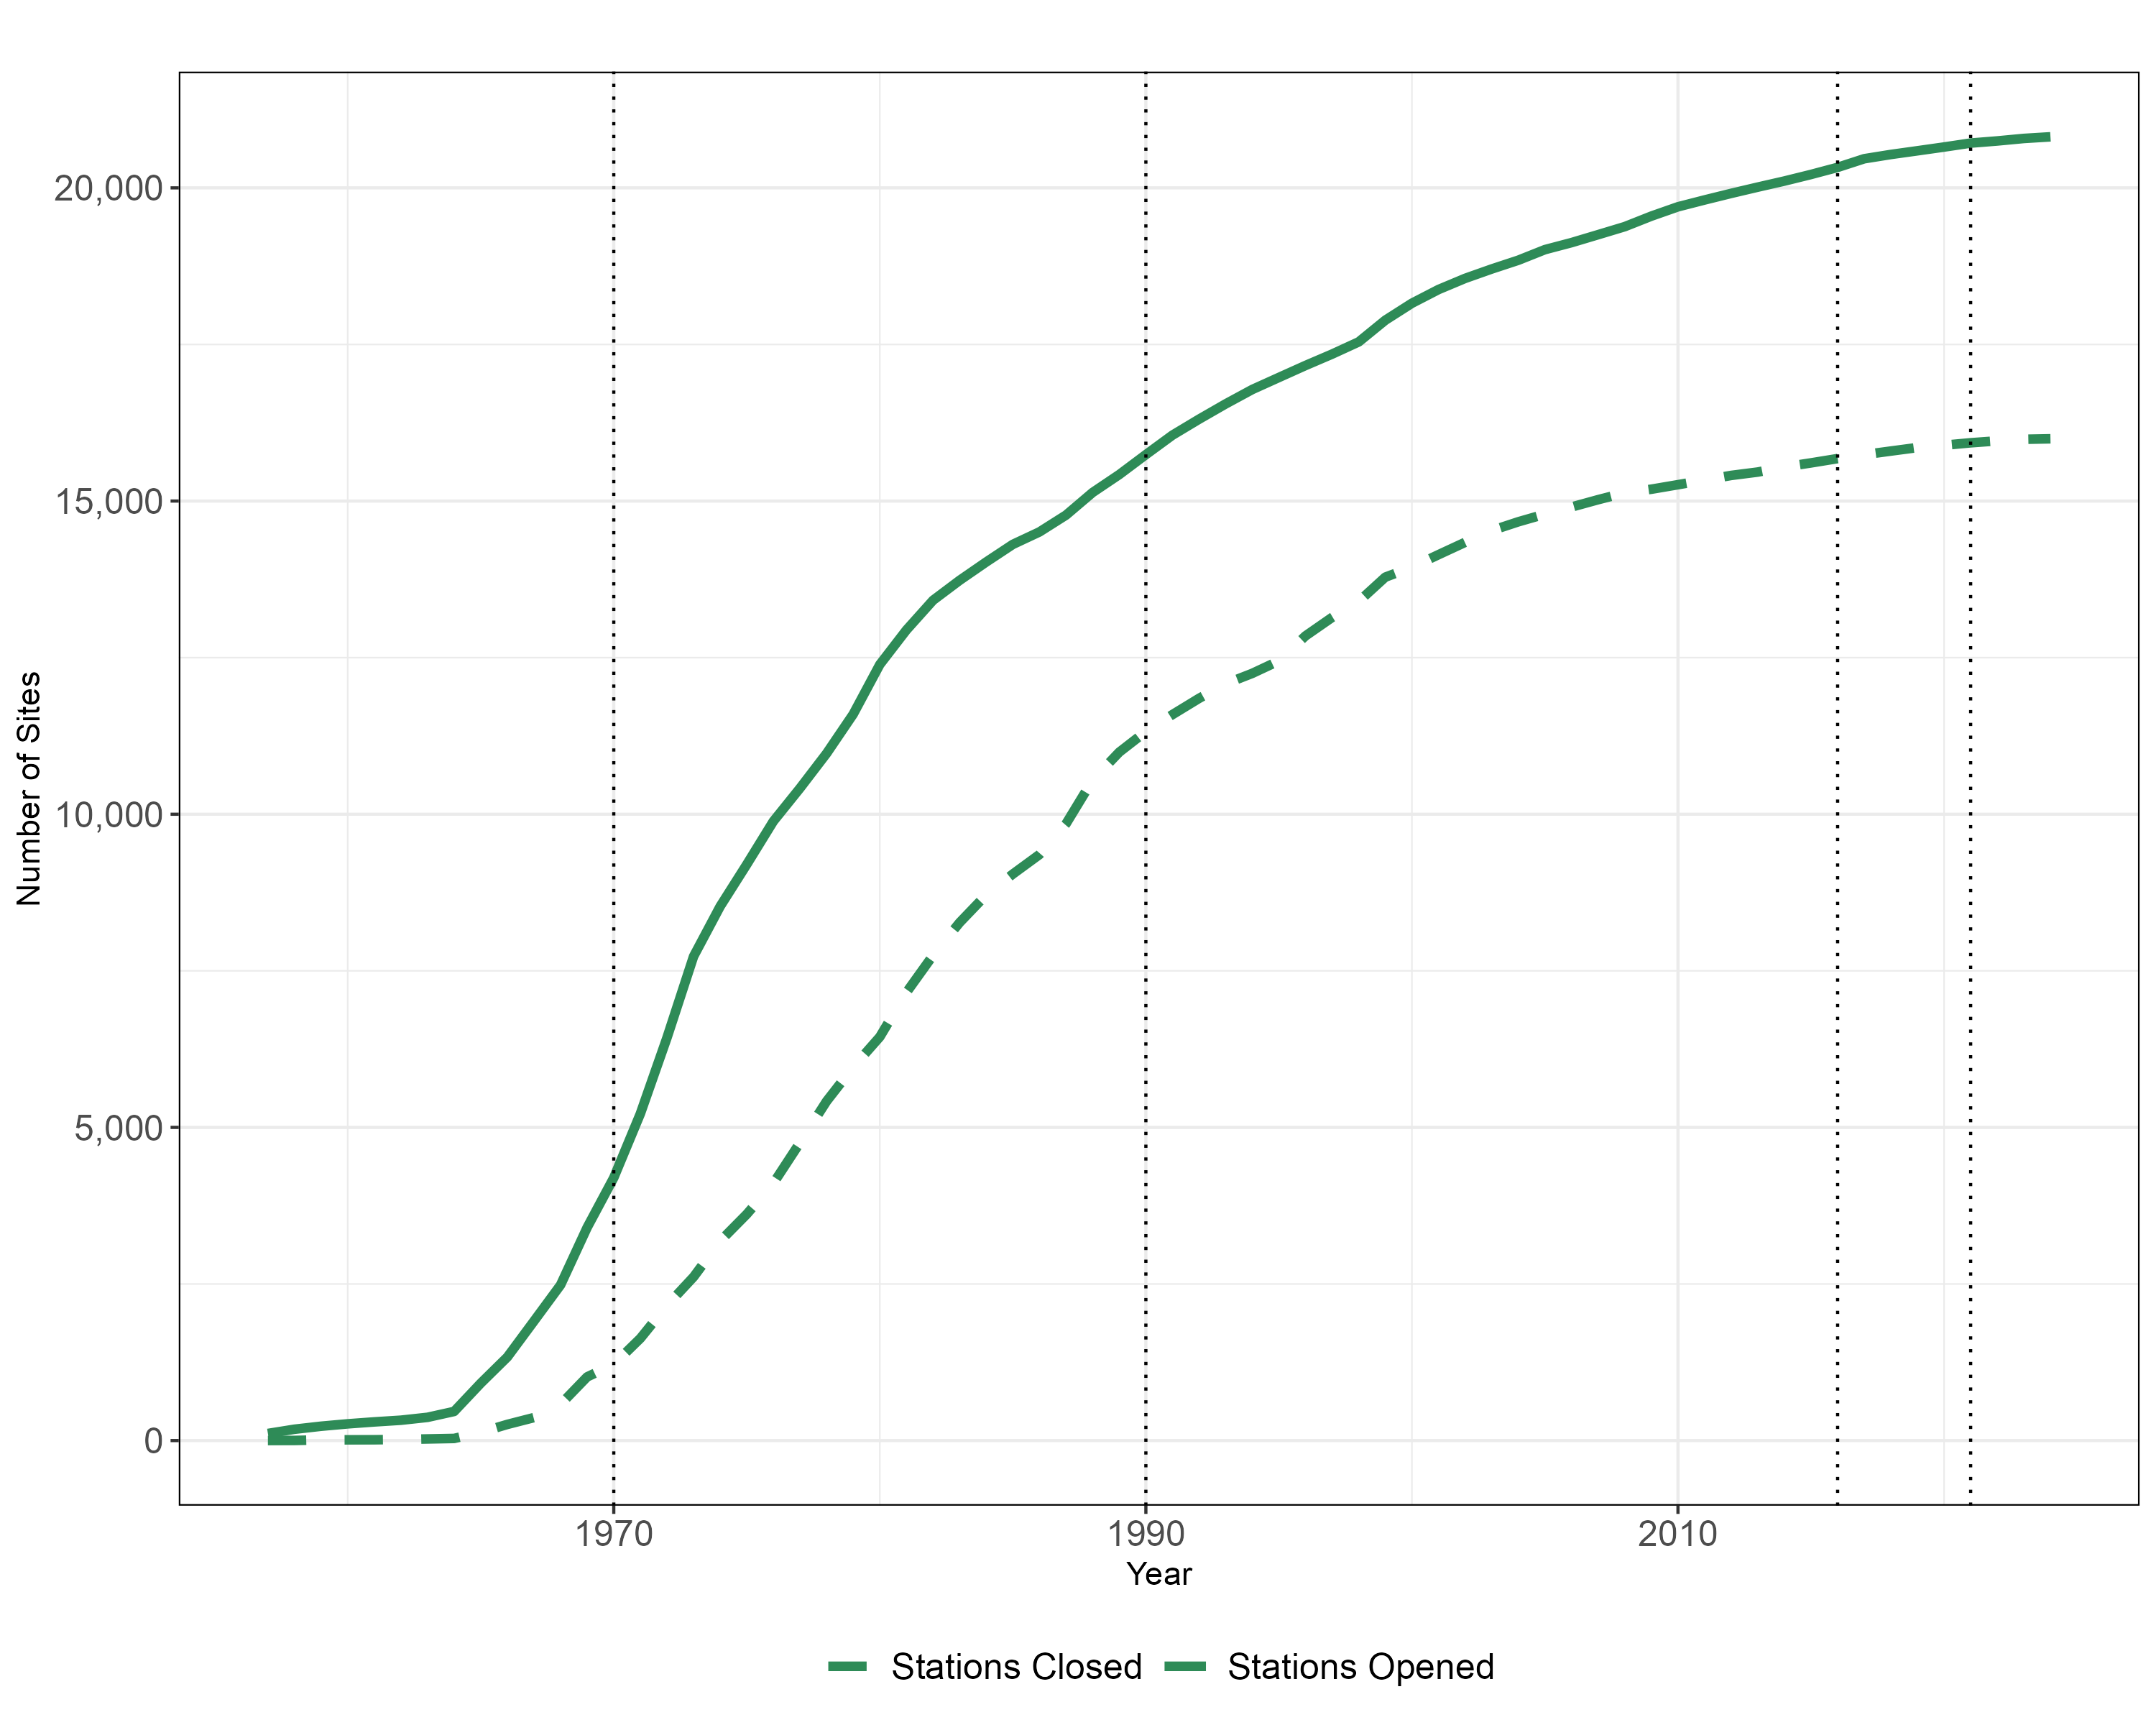 20,000
15,000
10,000
5,000
0
Number of Sites
1970 1990 2010
Year
Stations Closed Stations Opened